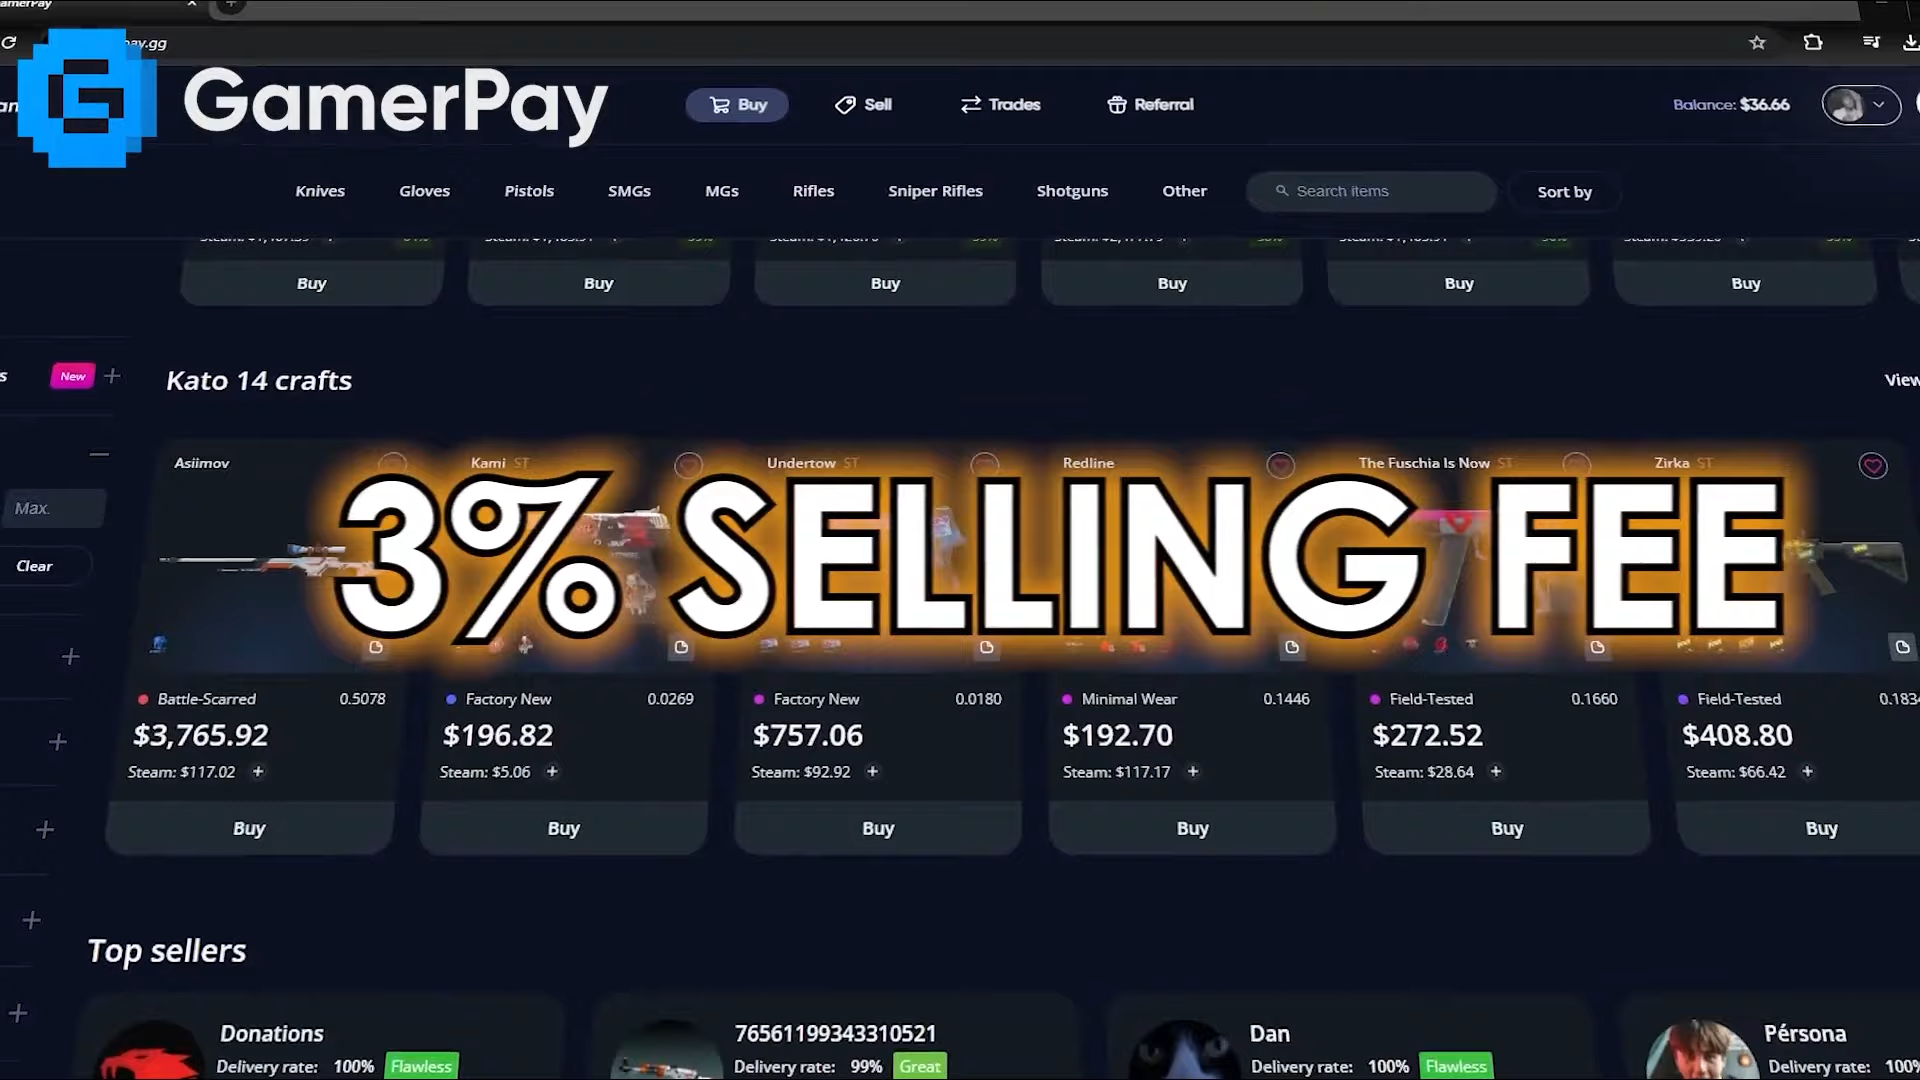 GamerPay
Buy
Sell
Trades
Referral
Balance: $36.66
Knives
Gloves
Pistols
SMGs
MGs
Rifles
Sniper Rifles
Shotguns
Other
Search items
Sort by
Buy
Buy
Buy
Buy
Buy
Buy
New
Kato 14 crafts
View
Max.
Clear
3% SELLING FEE
Asiimov
Kami ST
Undertow ST
Redline
The Fuschia Is Now ST
Zirka ST
Battle-Scarred 0.5078
$3,765.92
Steam: $117.02 +
Buy
Factory New 0.0269
$196.82
Steam: $5.06 +
Buy
Factory New 0.0180
$757.06
Steam: $92.92 +
Buy
Minimal Wear 0.1446
$192.70
Steam: $117.17 +
Buy
Field-Tested 0.1660
$272.52
Steam: $28.64 +
Buy
Field-Tested 0.183
$408.80
Steam: $66.42 +
Buy
Top sellers
Donations
Delivery rate: 100% Flawless
76561199343310521
Delivery rate: 99% Great
Dan
Delivery rate: 100% Flawless
Pérsona
Delivery rate: 100%